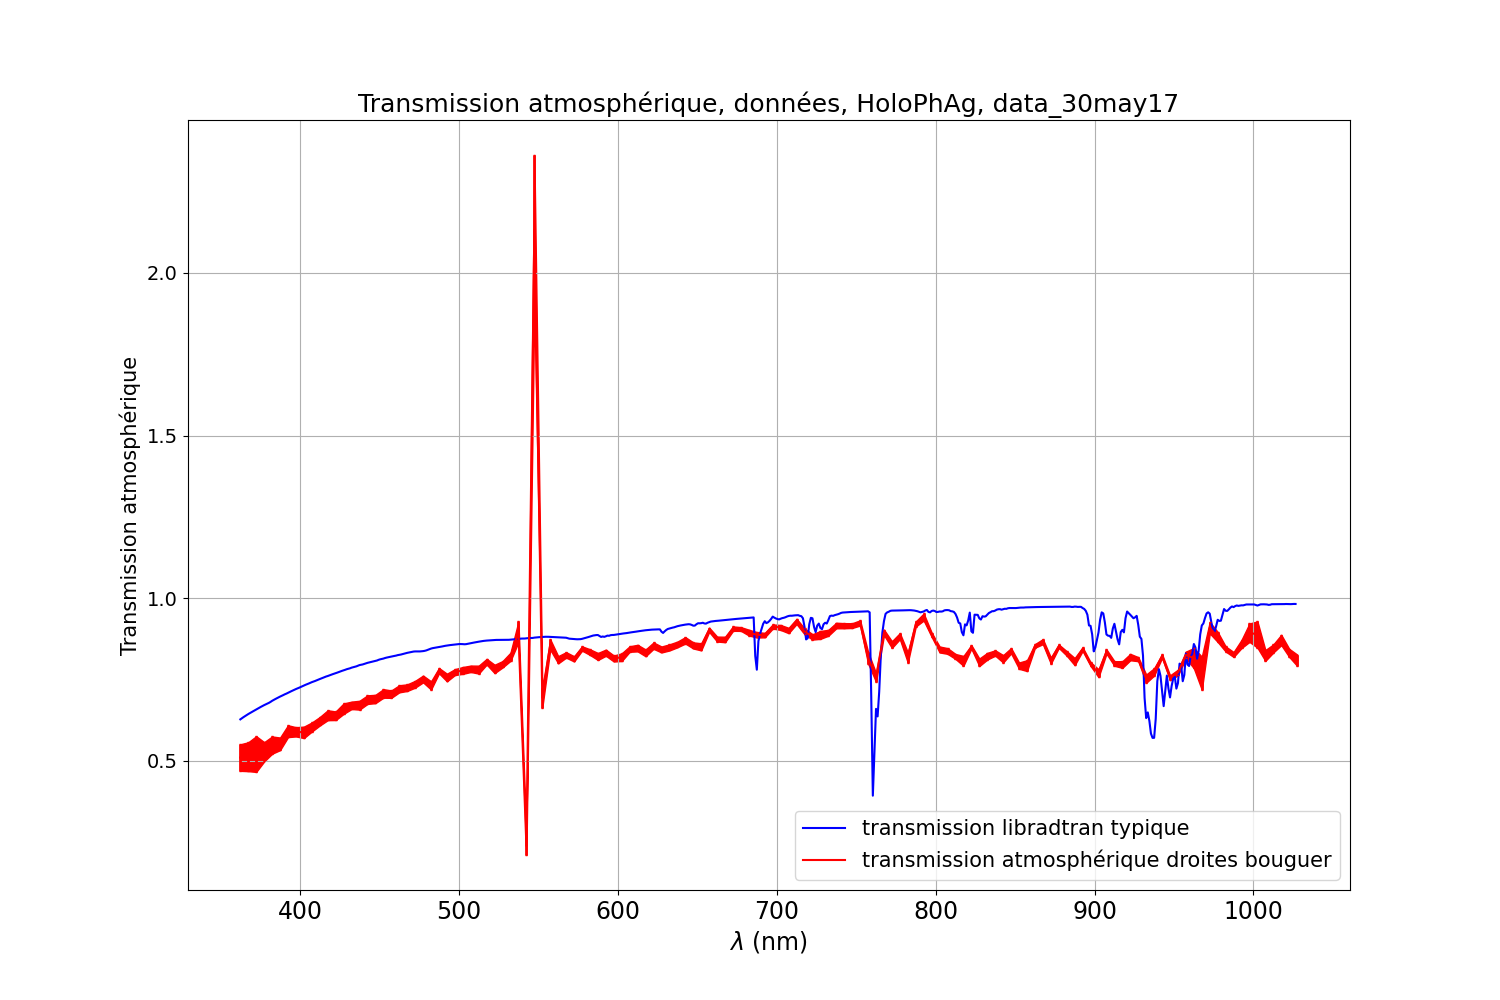 Transmission atmosphérique, données, HoloPhAg, data_30may17
Transmission atmosphérique
2.0
1.5
1.0
0.5
transmission libradtran typique
transmission atmosphérique droites bouguer
400 500 600 700 800 900 1000
λ (nm)